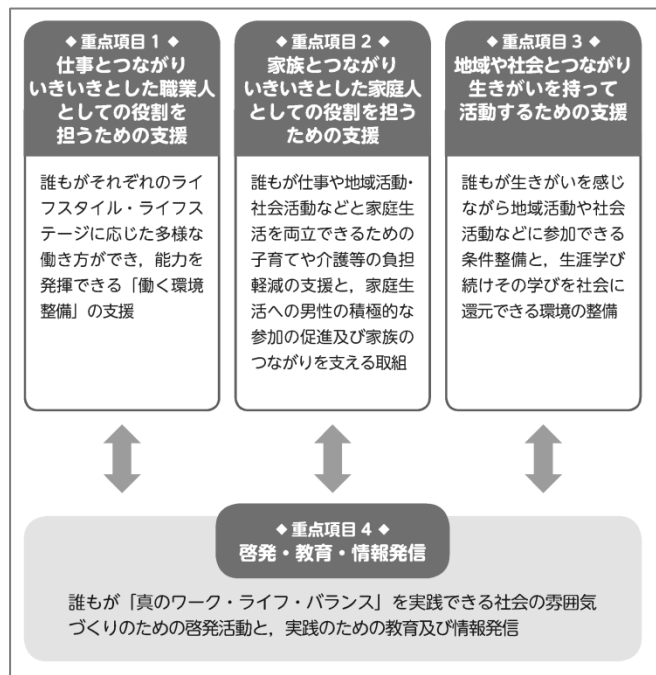 ◆ 重点項目 1 ◆
仕事とつながり
いきいきとした職業人
としての役割を
担うための支援
誰もがそれぞれのライ
フスタイル・ライフス
テージに応じた多様な
働き方ができ，能力を
発揮できる「働く環境
整備」の支援
◆ 重点項目 2 ◆
家族とつながり
いきいきとした家庭人
としての役割を担う
ための支援
誰もが仕事や地域活動・
社会活動などと家庭生
活を両立できるための
子育てや介護等の負担
軽減の支援と，家庭生
活への男性の積極的な
参加の促進及び家族の
つながりを支える取組
◆ 重点項目 3 ◆
地域や社会とつながり
生きがいを持って
活動するための支援
誰もが生きがいを感じ
ながら地域活動や社会
活動などに参加できる
条件整備と，生涯学び
続けその学びを社会に
還元できる環境の整備
◆ 重点項目 4 ◆
啓発・教育・情報発信
誰もが「真のワーク・ライフ・バランス」を実践できる社会の雰囲気
づくりのための啓発活動と，実践のための教育及び情報発信